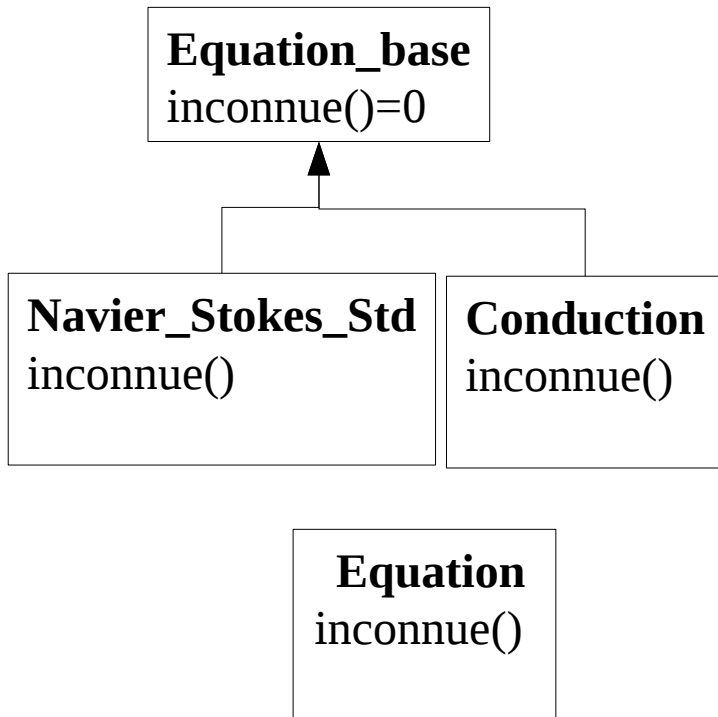 Equation_base
inconnue()=0
Navier_Stokes_Std
inconnue()
Conduction
inconnue()
Equation
inconnue()